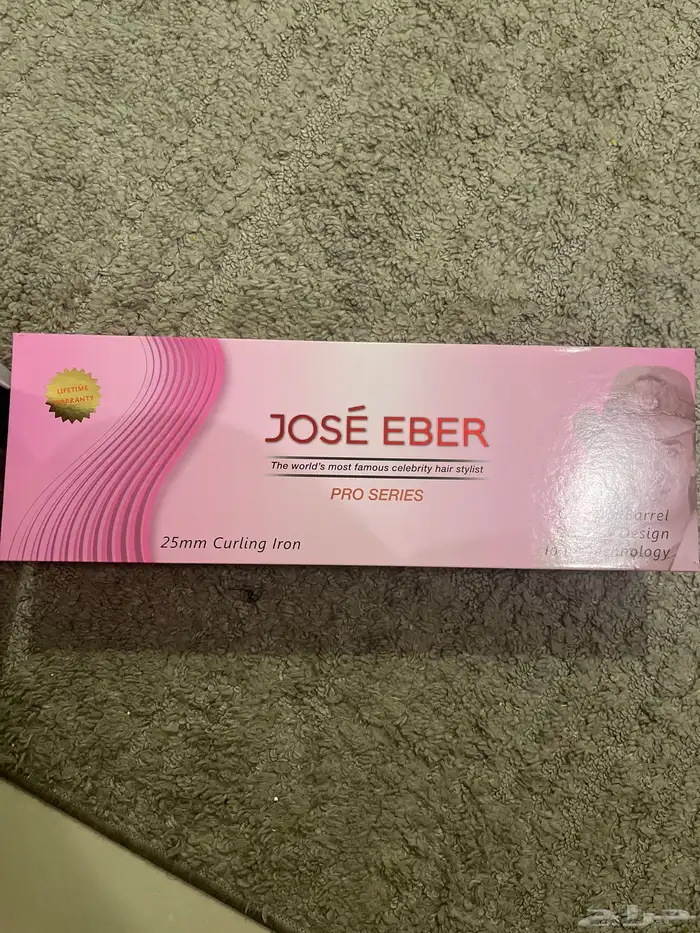 LIFETIME
WARRANTY
JOSÉ EBER
The world's most famous celebrity hair stylist
PRO SERIES
25mm Curling Iron
Barrel
Design
Technology
حراج